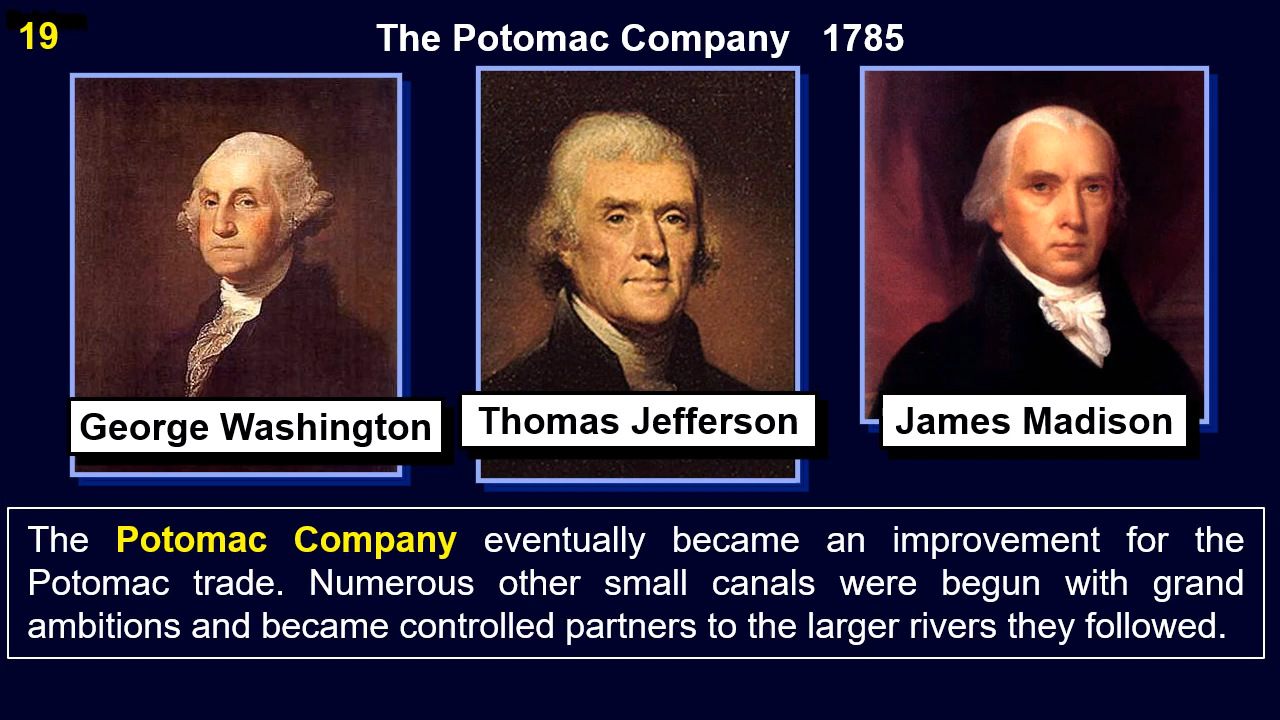 19
The Potomac Company 1785
George Washington
Thomas Jefferson
James Madison
The Potomac Company eventually became an improvement for the
Potomac trade. Numerous other small canals were begun with grand
ambitions and became controlled partners to the larger rivers they followed.